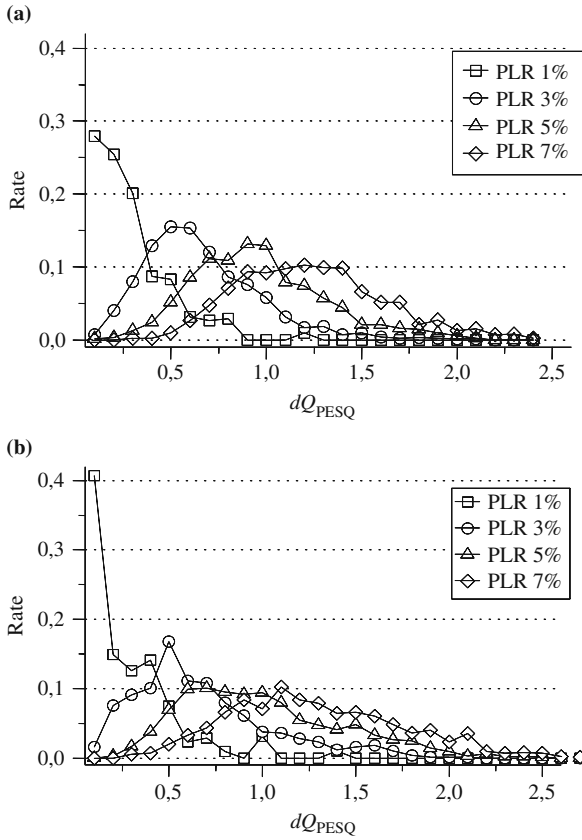 (a)
0,4
0,3
0,2
0,1
0,0
Rate
PLR 1%
PLR 3%
PLR 5%
PLR 7%
0,5
1,0
1,5
2,0
2,5
dQPESQ
(b)
0,4
0,3
0,2
0,1
0,0
Rate
PLR 1%
PLR 3%
PLR 5%
PLR 7%
0,5
1,0
1,5
2,0
2,5
dQPESQ